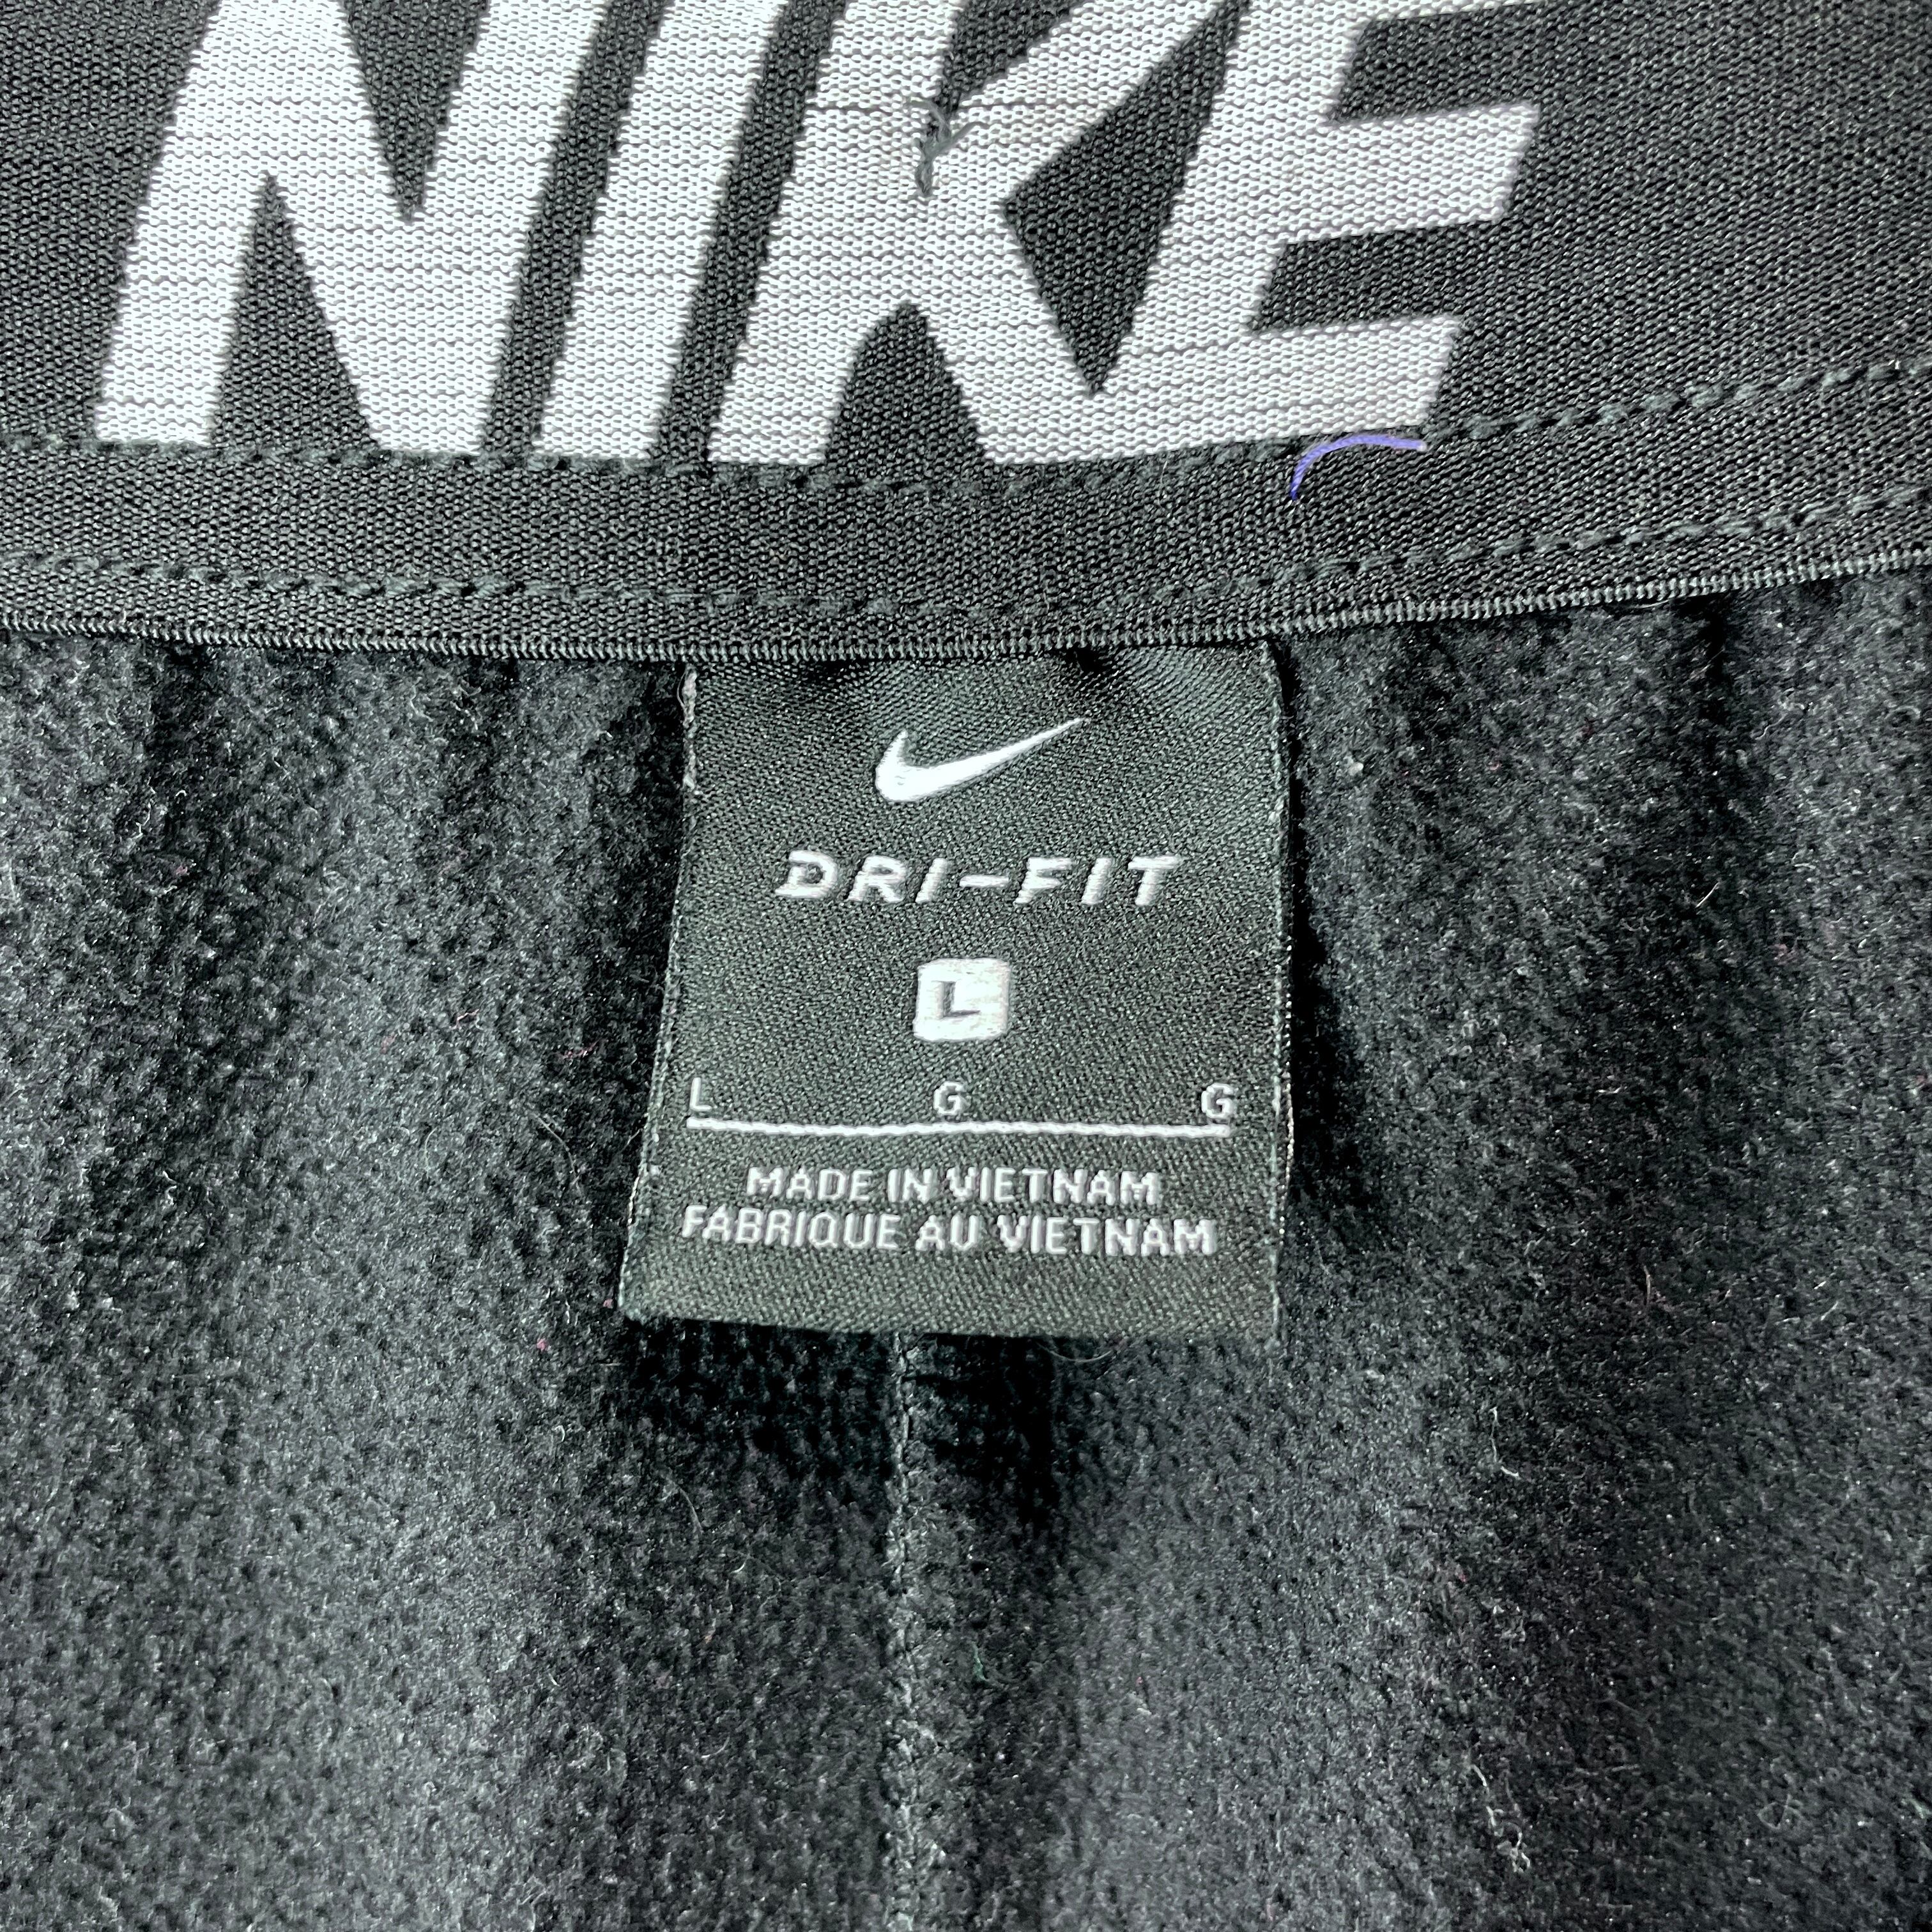 NIKE
DRI-FIT
L
L G G
MADE IN VIETNAM
FABRIQUE AU VIETNAM